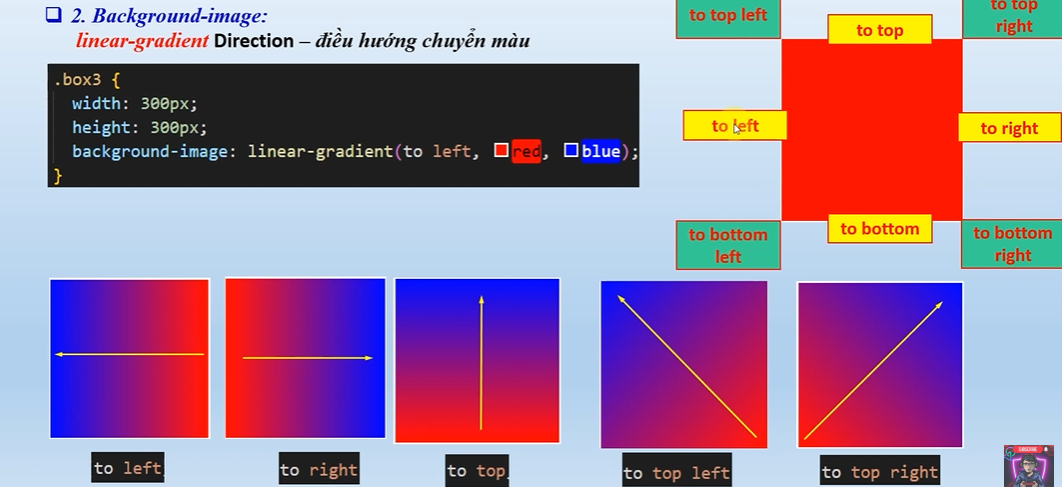 2. Background-image:
linear-gradient Direction – điều hướng chuyển màu
.box3 {
width: 300px;
height: 300px;
background-image: linear-gradient(to left, red, blue);
}
to top left
to top
to top
right
to left
to right
to bottom
left
to bottom
to bottom
right
to left
to right
to top
to top left
to top right
SUBSCRIBE